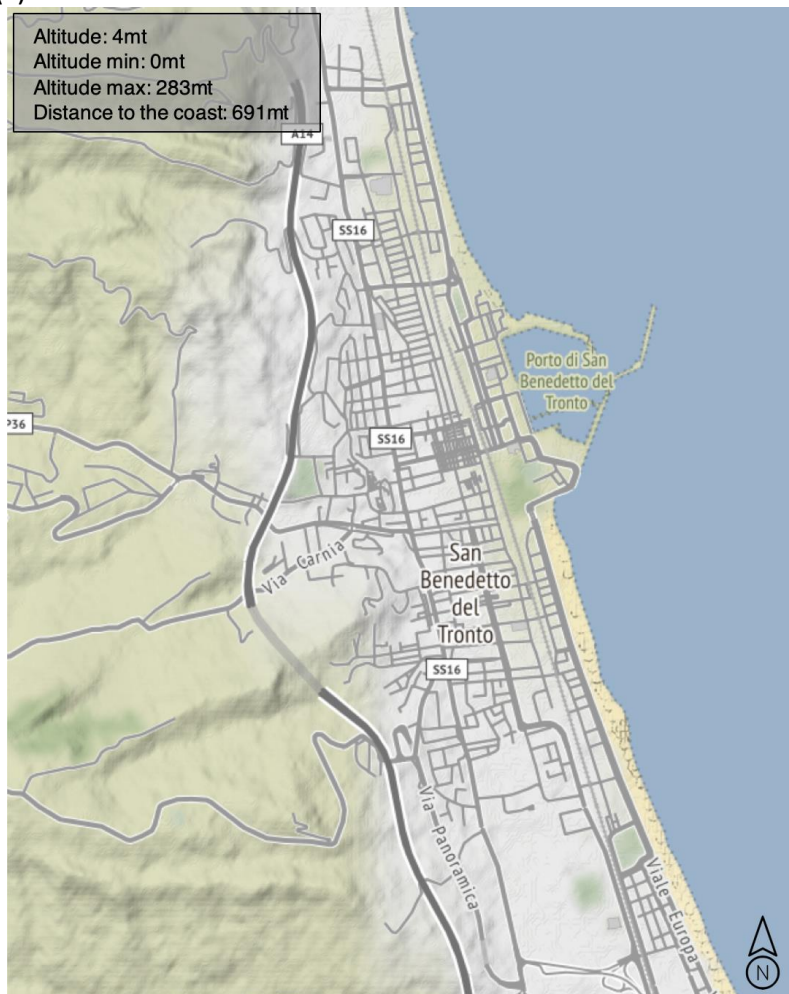 Altitude: 4mt
Altitude min: 0mt
Altitude max: 283mt
Distance to the coast: 691mt
A14
SS16
Porto di San
Benedetto del
Tronto
P36
SS16
Via Carnia
San
Benedetto
del
Tronto
SS16
Via Panoramica
Viale Europa
N